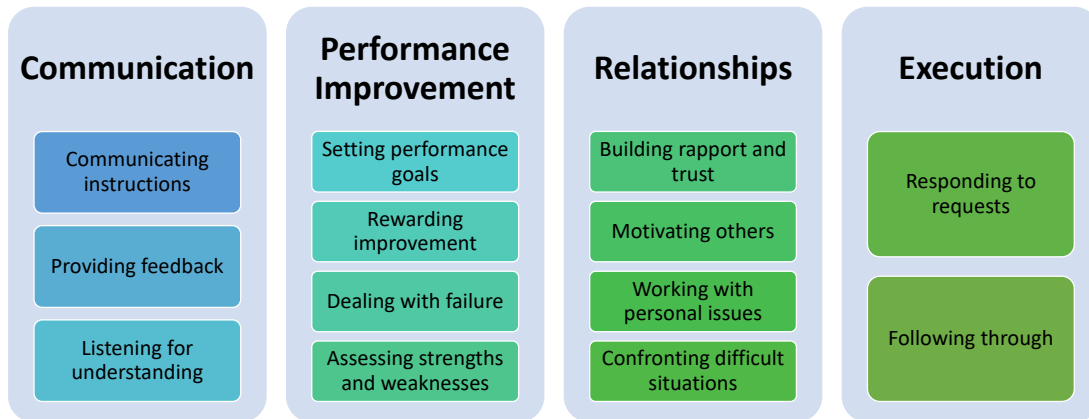 Communication
Communicating
instructions
Providing feedback
Listening for
understanding
Performance
Improvement
Setting performance
goals
Rewarding
improvement
Dealing with failure
Assessing strengths
and weaknesses
Relationships
Building rapport and
trust
Motivating others
Working with
personal issues
Confronting difficult
situations
Execution
Responding to
requests
Following through